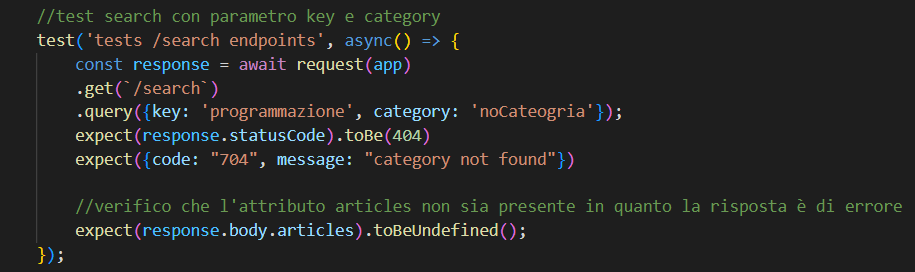 //test search con parametro key e category
test('tests /search endpoints', async() => {
const response = await request(app)
.get(`/search`)
.query({key: 'programmazione', category: 'noCateogria'});
expect(response.statusCode).toBe(404)
expect({code: "704", message: "category not found"})
//verifico che l'attributo articles non sia presente in quanto la risposta è di errore
expect(response.body.articles).toBeUndefined();
});